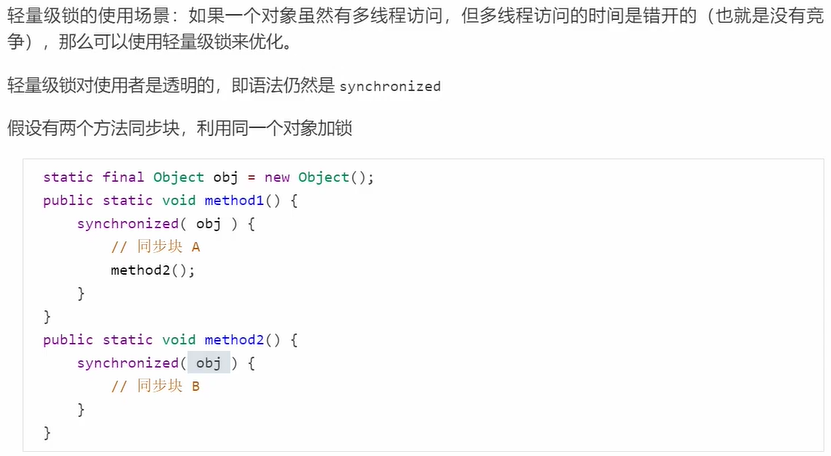 轻量级锁的使用场景：如果一个对象虽然有多线程访问，但多线程访问的时间是错开的（也就是没有竞
争），那么可以使用轻量级锁来优化。
轻量级锁对使用者是透明的，即语法仍然是 synchronized
假设有两个方法同步块，利用同一个对象加锁
static final Object obj = new Object();
public static void method1() {
    synchronized( obj ) {
        // 同步块 A
        method2();
    }
}
public static void method2() {
    synchronized( obj ) {
        // 同步块 B
    }
}